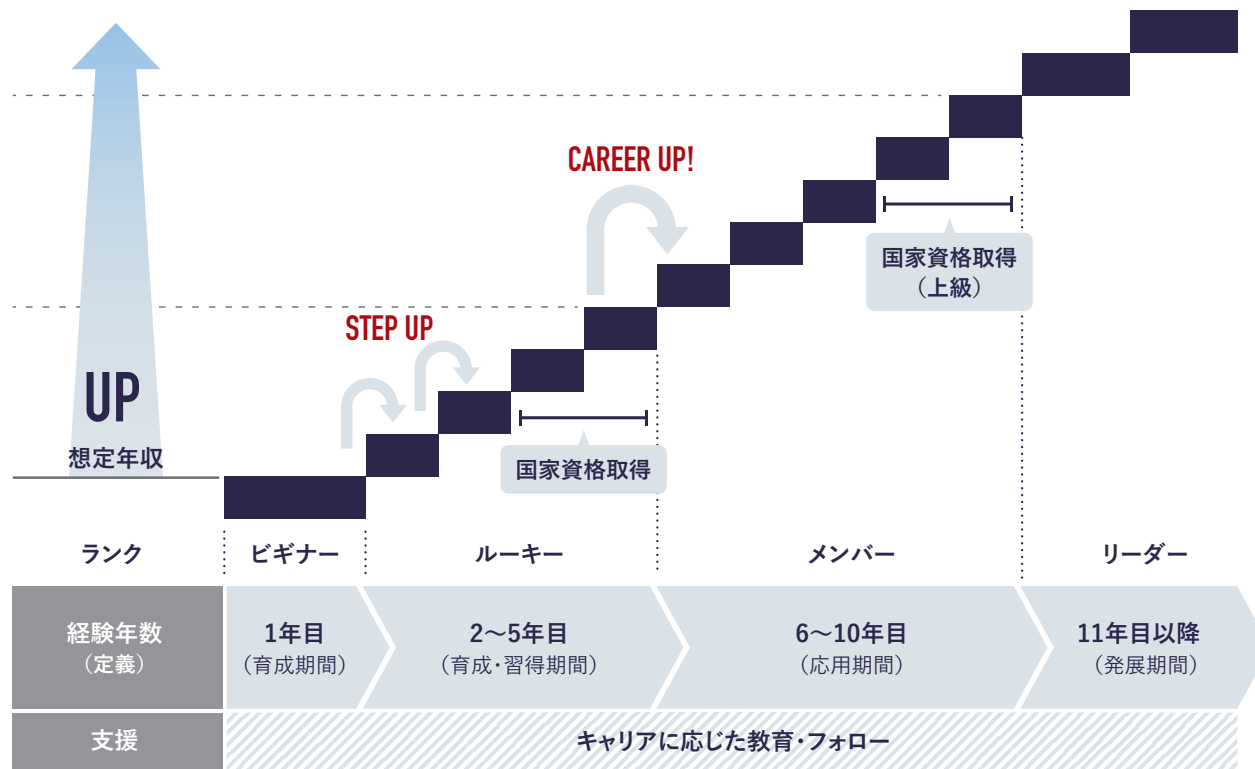 CAREER UP!
国家資格取得
（上級）
STEP UP
UP
想定年収
国家資格取得
ランク
ビギナー
ルーキー
メンバー
リーダー
経験年数
（定義）
1年目
（育成期間）
2〜5年目
（育成・習得期間）
6〜10年目
（応用期間）
11年目以降
（発展期間）
支援
キャリアに応じた教育・フォロー